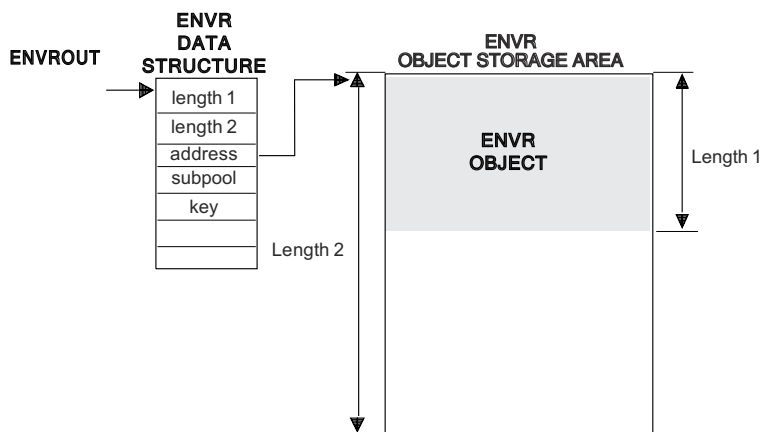 ENVROUT
ENVR
DATA
STRUCTURE
length 1
length 2
address
subpool
key
ENVR
OBJECT STORAGE AREA
ENVR
OBJECT
Length 1
Length 2